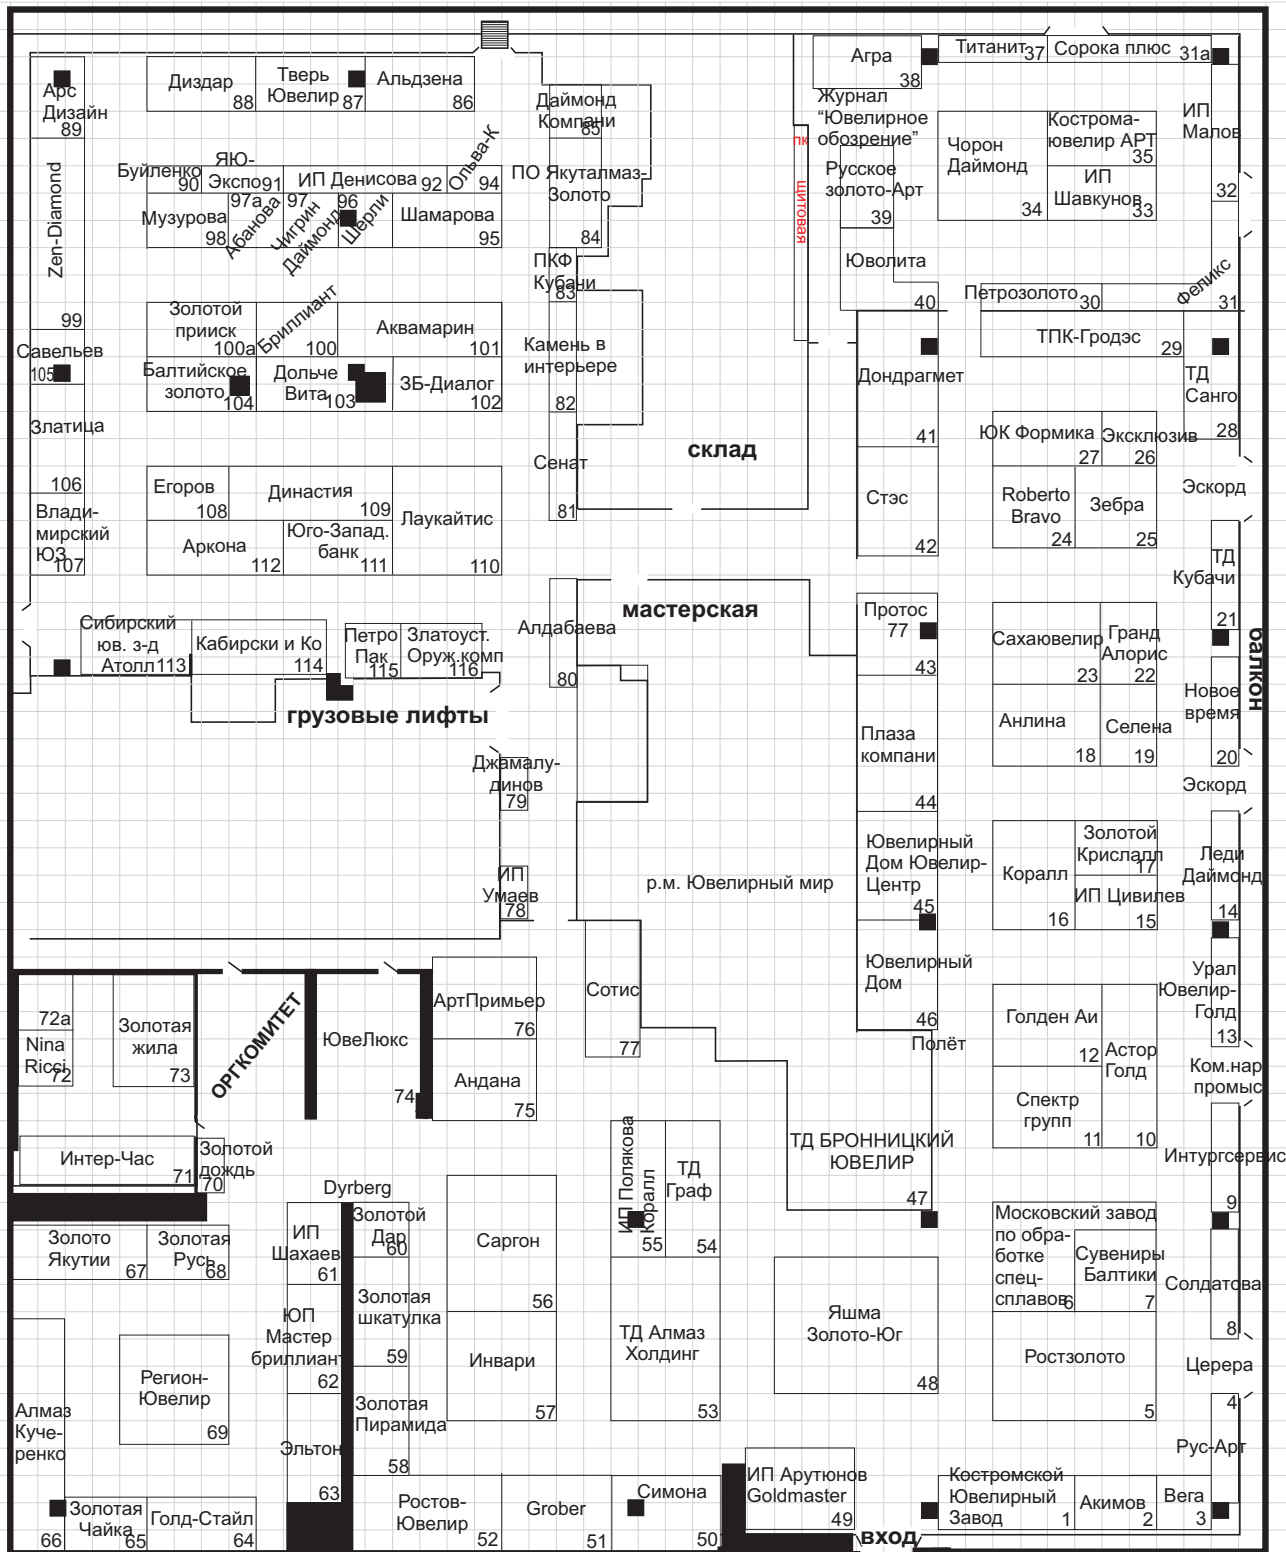 Агра
38
Титанит
37
Сорока плюс
31а
Арс
Дизайн
89
Диздар
88
Тверь
Ювелир
87
Альдзена
86
Даймонд
Компани
85
Журнал
“Ювелирное
обозрение”
ИП
Малов
32
пк
щитовая
Чорон
Даймонд
34
Кострома-
ювелир АРТ
35
ИП
Шавкунов
33
Русское
золото-Арт
39
Zen-Diamond
99
Буйленко
90
ЯЮ-
Экспо
91
ИП Денисова
92
Ольва-К
94
ПО Якуталмаз-
Золото
84
Музурова
98
97а
Абанова
97
Чигрин
Даймонд
96
Шерли
Шамарова
95
Юволита
40
ПКФ
Кубачи
83
Петрозолото
30
Феликс
31
Золотой
прииск
100а
Бриллиант
100
Аквамарин
101
Камень в
интерьере
82
ТПК-Гродэс
29
Савельев
105
Балтийское
золото
104
Дольче
Вита
103
ЗБ-Диалог
102
Дондрагмет
41
ТД
Санго
28
Златица
106
ЮК Формика
27
Эксклюзив
26
склад
Сенат
81
Егоров
108
Династия
109
Лаукайтис
110
Эскорд
Стэс
42
Roberto
Bravo
24
Зебра
25
Влади-
мирский
ЮЗ
107
Аркона
112
Юго-Запад.
банк
111
ТД
Кубачи
21
мастерская
Алдабаева
80
Протос
77
43
Сибирский
юв. з-д
Атолл
113
Кабирски и Ко
114
Петро
Пак
115
Златоуст.
Оруж.комп
116
Сахаювелир
23
Гранд
Алорис
22
балкон
грузовые лифты
Анлина
18
Селена
19
Новое
время
20
Плаза
компани
44
Джамалу-
динов
79
Эскорд
Ювелирный
Дом Ювелир-
Центр
45
Коралл
16
Золотой
Крислалл
17
ИП Цивилев
15
Леди
Даймонд
14
ИП
Умаев
78
р.м. Ювелирный мир
Ювелирный
Дом
46
Урал
Ювелир-
Голд
13
72а
Nina
Ricci
72
Золотая
жила
73
ОРГКОМИТЕТ
ЮвеЛюкс
74
АртПримьер
76
Сотис
77
Голден Аи
12
Полёт
Астор
Голд
10
Ком.нар
промыс
Андана
75
Спектр
групп
11
Интер-Час
71
Золотой
дождь
70
ИП Полякова
Коралл
55
ТД
Граф
54
ТД БРОННИЦКИЙ
ЮВЕЛИР
47
Интургсервис
9
Dyrberg
Золото
Якутии
67
Золотая
Русь
68
ИП
Шахаев
61
Золотой
Дар
60
Саргон
56
Московский завод
по обра-
ботке
спец-
сплавов
6
Сувениры
Балтики
7
Солдатова
8
ЮП
Мастер
бриллиант
62
Золотая
шкатулка
59
Инвари
57
ТД Алмаз
Холдинг
53
Яшма
Золото-Юг
48
Ростзолото
5
Церера
4
Регион-
Ювелир
69
Алмаз
Куче-
ренко
66
Эльтон
63
Золотая
Пирамида
58
Рус-Арт
Золотая
Чайка
65
Голд-Стайл
64
Ростов-
Ювелир
52
Grober
51
Симона
50
ИП Арутюнов
Goldmaster
49
Костромской
Ювелирный
Завод
1
Акимов
2
Вега
3
вход